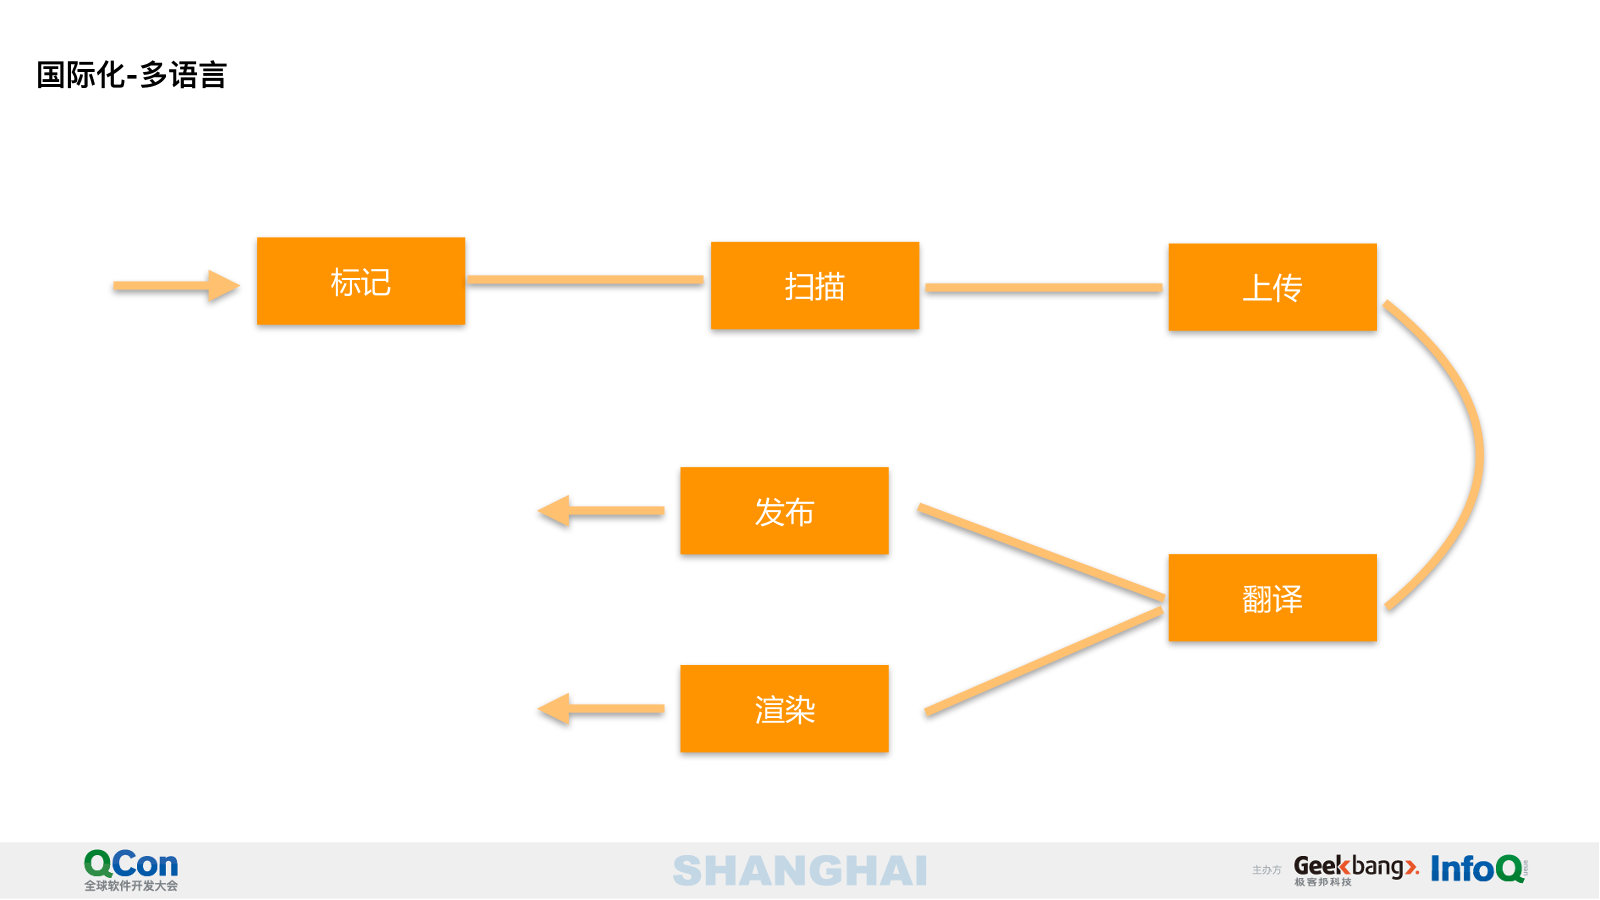 国际化-多语言
标记
扫描
上传
发布
翻译
渲染
QCon
全球软件开发大会
SHANGHAI
主办方
Geekbang>.
极客邦科技
InfoQ